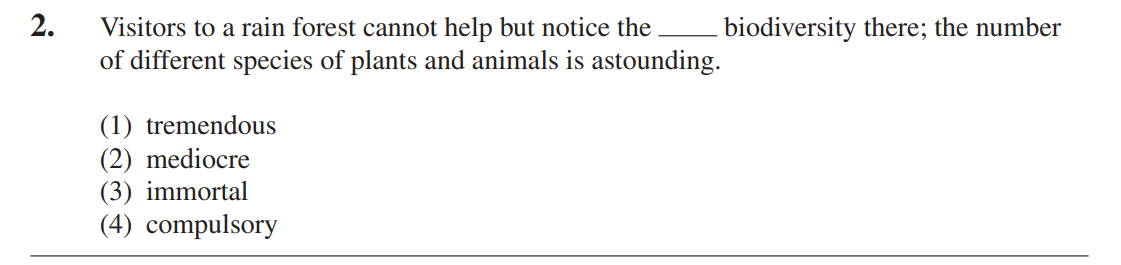 2. Visitors to a rain forest cannot help but notice the ____ biodiversity there; the number
of different species of plants and animals is astounding.
(1) tremendous
(2) mediocre
(3) immortal
(4) compulsory